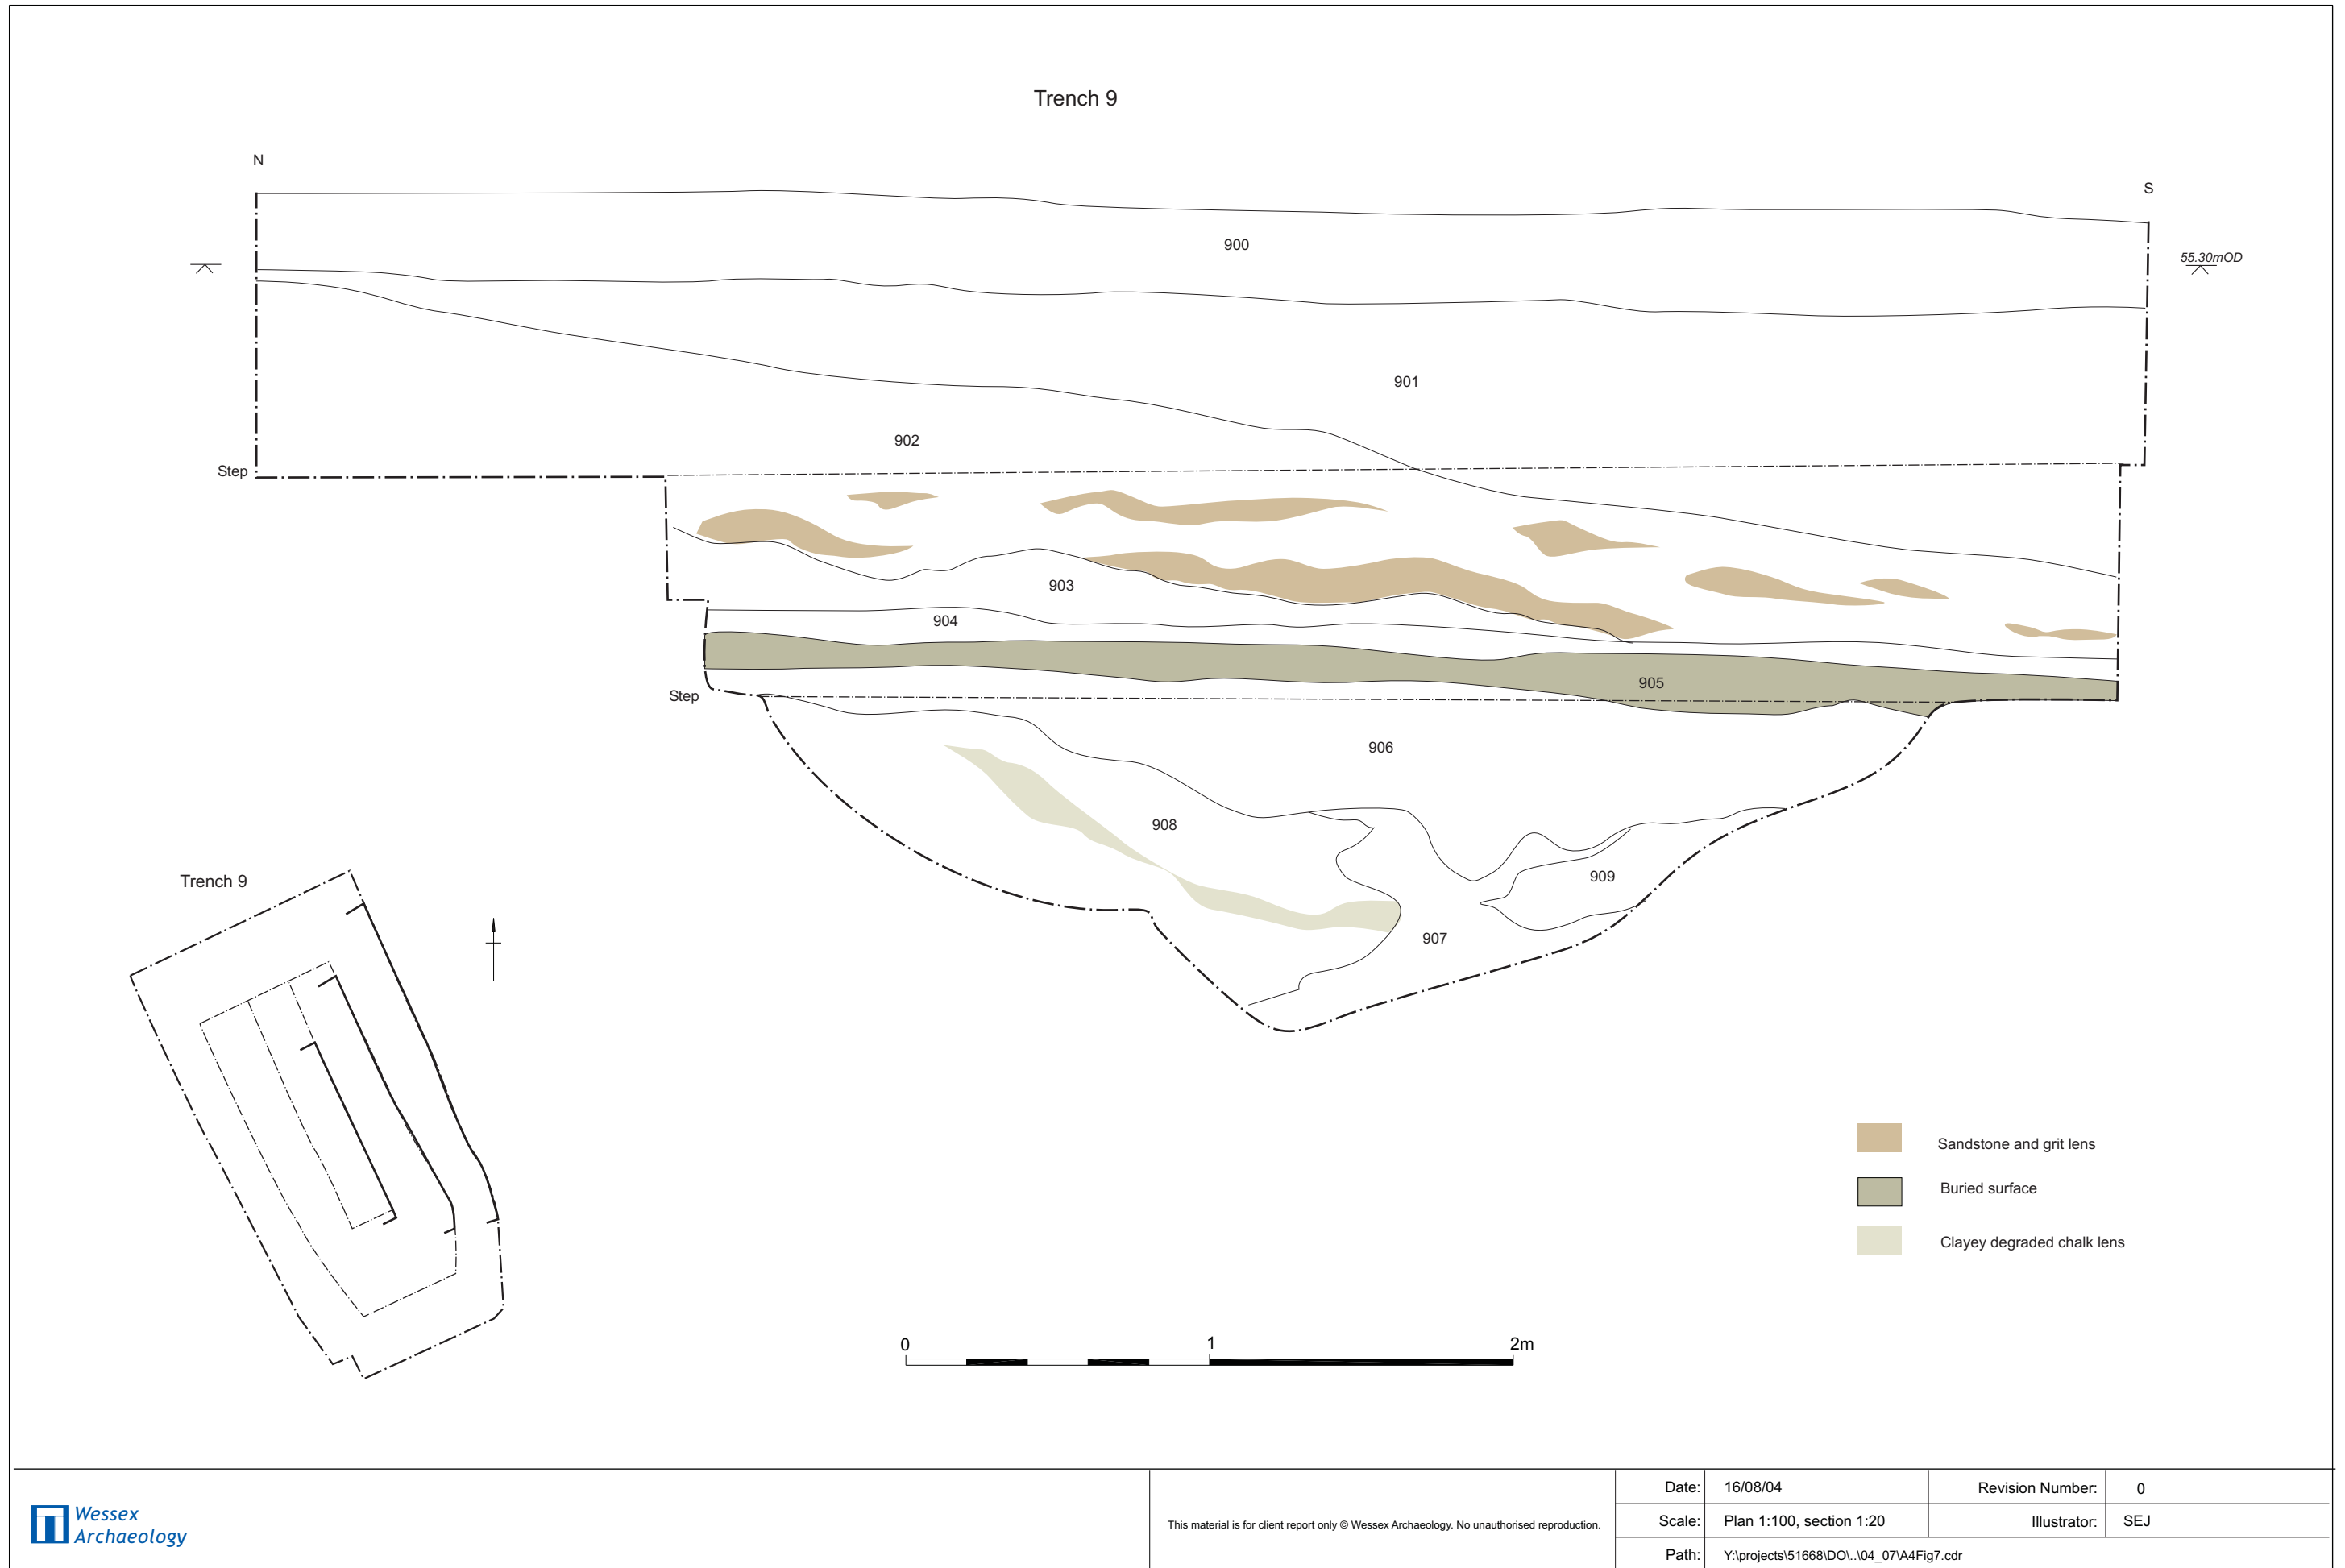 Trench 9
N
S
900
55.30mOD
901
902
Step
903
904
905
Step
906
908
909
907
Trench 9
Sandstone and grit lens
Buried surface
Clayey degraded chalk lens
0 1 2m
Wessex
Archaeology
This material is for client report only © Wessex Archaeology. No unauthorised reproduction.
Date: 16/08/04 Revision Number: 0
Scale: Plan 1:100, section 1:20 Illustrator: SEJ
Path: Y:\projects\51668\DO\..\04_07\A4Fig7.cdr